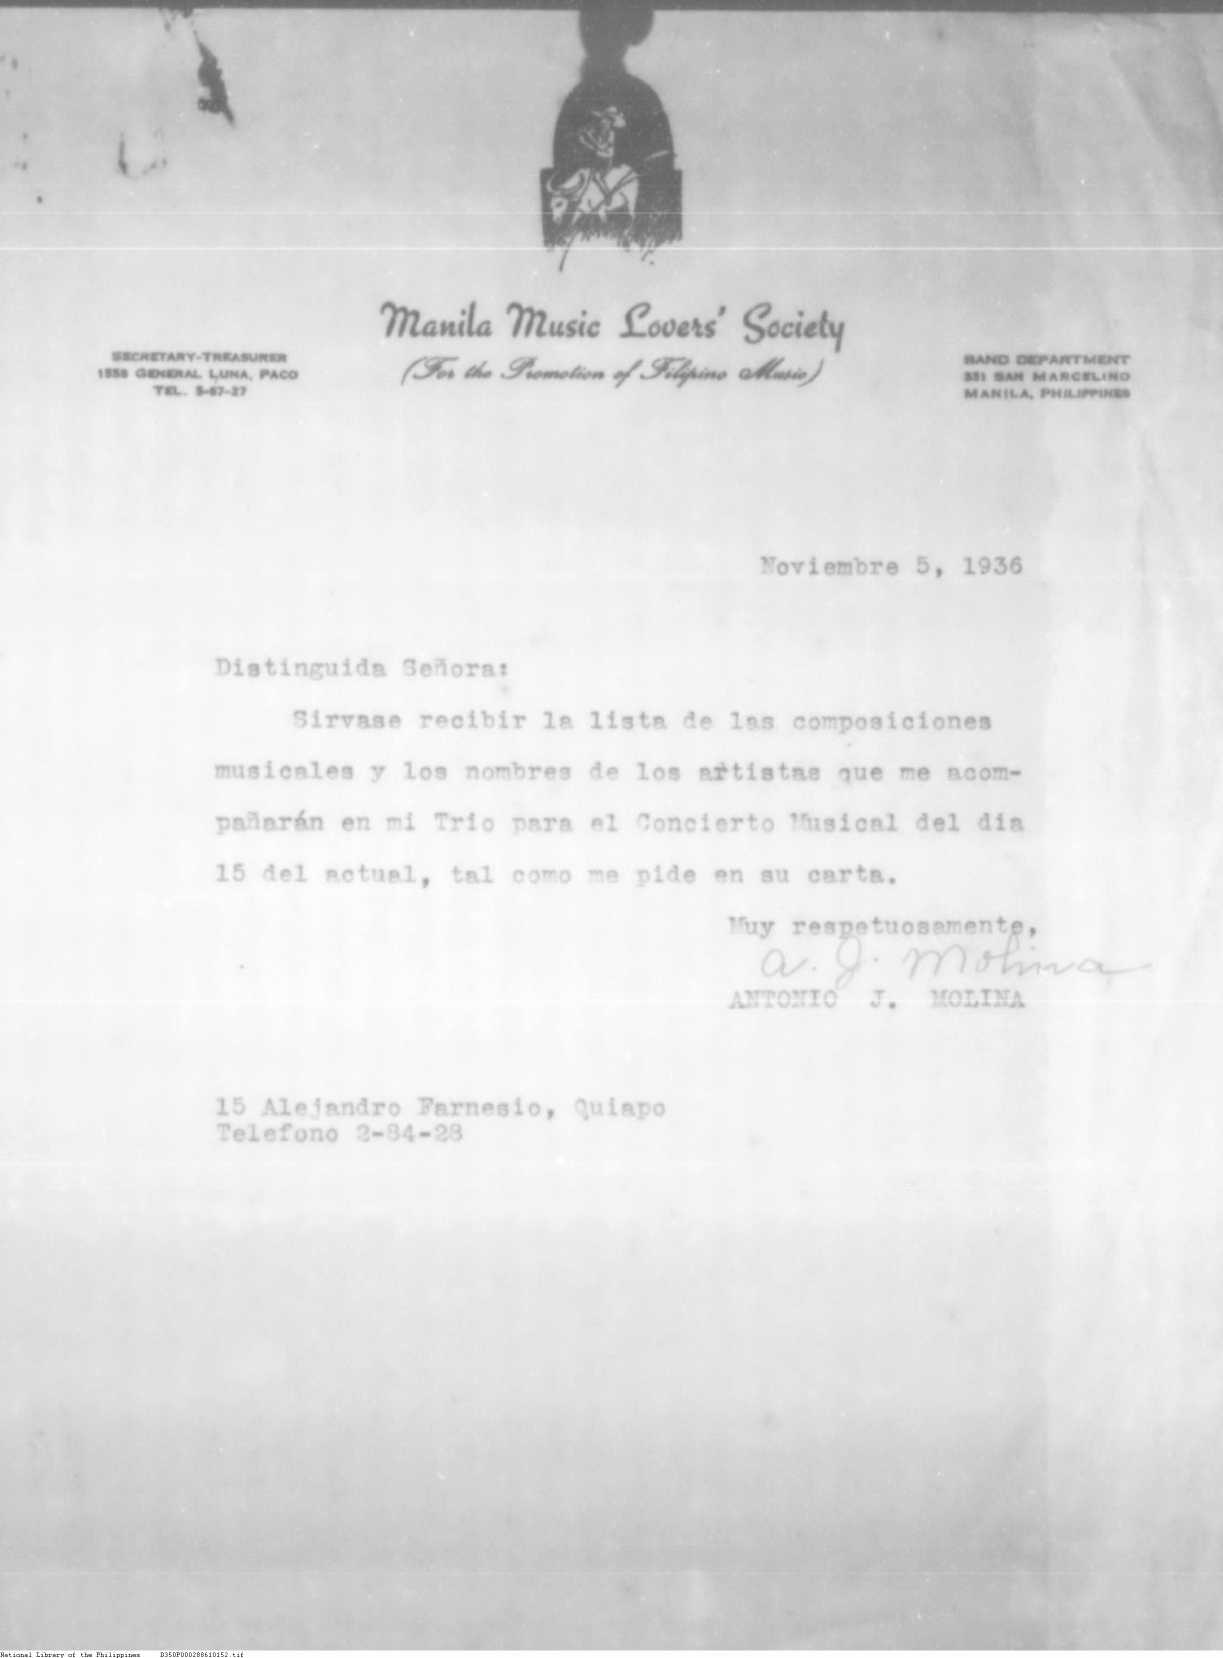 Manila Music Lovers' Society
(For the Promotion of Filipino Music)
SECRETARY-TREASURER
1558 GENERAL LUNA, PACO
TEL. 5-67-27
BAND DEPARTMENT
331 SAN MARCELINO
MANILA, PHILIPPINES
Noviembre 5, 1936
Distinguida Señora:
Sirvase recibir la lista de las composiciones
musicales y los nombres de los artistas que me acom-
pañarán en mi Trio para el Concierto Musical del dia
15 del actual, tal como me pide en su carta.
Muy respetuosamente,
A. J. Molina
ANTONIO J. MOLINA
15 Alejandro Farnesio, Quiapo
Telefono 2-84-28
National Library of the Philippines D350P000288610152.tif